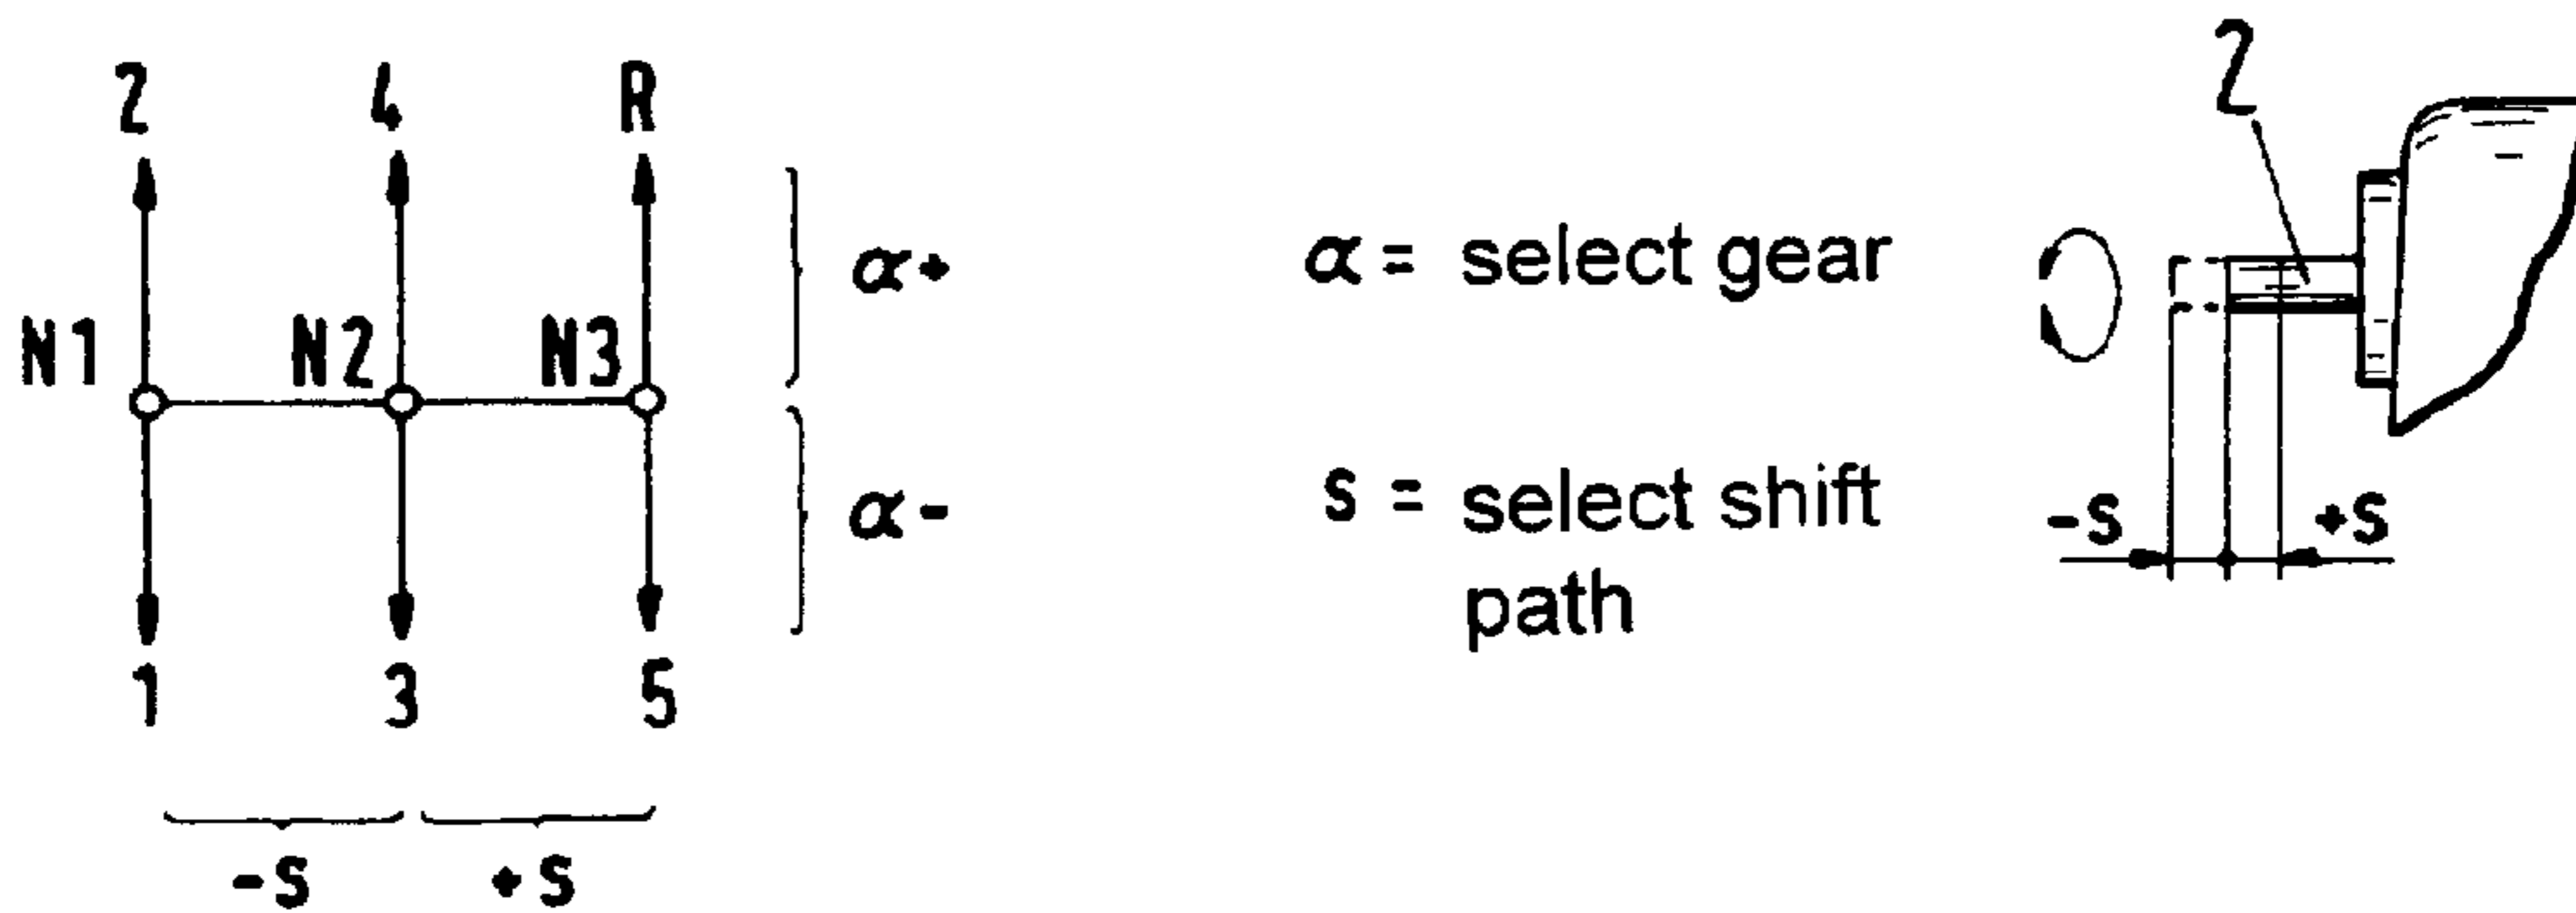 2 4 R 2
α+
α = select gear
N1 N2 N3
α-
s = select shift
path
-s +s
1 3 5
-s +s